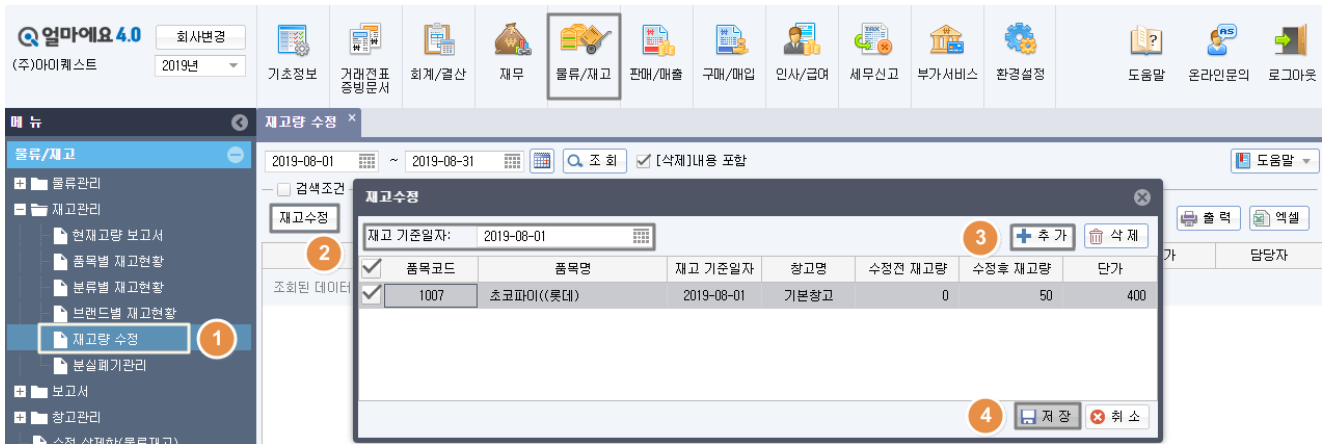 얼마에요 4.0
회사변경
(주)아이퀘스트
2019년
기초정보
거래전표
증빙문서
회계/결산
재무
물류/재고
판매/매출
구매/매입
인사/급여
세무신고
부가서비스
환경설정
도움말
온라인문의
로그아웃
메 뉴
재고량 수정
물류/재고
2019-08-01 ~ 2019-08-31 조 회 [삭제]내용 포함
도움말
물류관리
재고관리
현재고량 보고서
품목별 재고현황
분류별 재고현황
브랜드별 재고현황
재고량 수정
1
분실폐기관리
보고서
창고관리
수정 삭제함(물류재고)
검색조건
재고수정
2
출 력
엑셀
가 담당자
조회된 데이터
재고수정
재고 기준일자: 2019-08-01
3
추 가
삭 제
품목코드 품목명 재고 기준일자 창고명 수정전 재고량 수정후 재고량 단가
1007 초코파이((롯데) 2019-08-01 기본창고 0 50 400
4
저 장
취 소